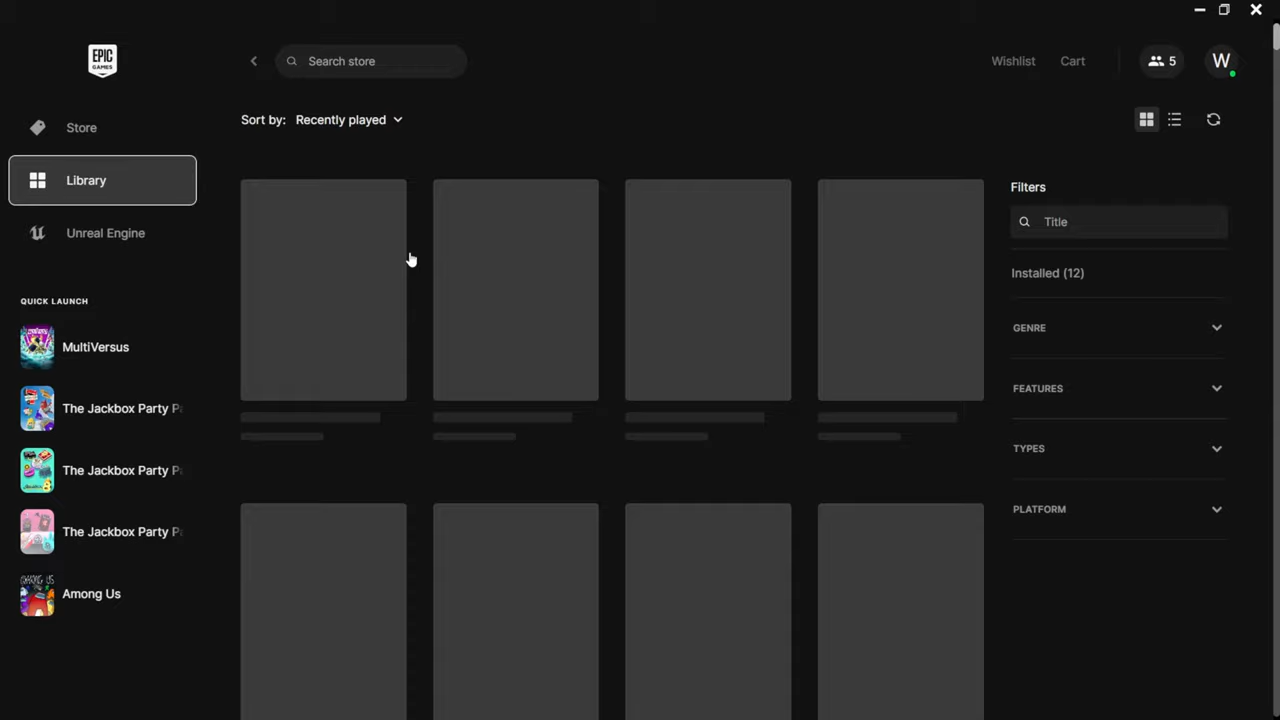 EPIC
GAMES
Search store
Wishlist
Cart
5
W
Store
Sort by: Recently played
Library
Filters
Title
Unreal Engine
Installed (12)
QUICK LAUNCH
GENRE
MultiVersus
FEATURES
The Jackbox Party P
TYPES
The Jackbox Party P
PLATFORM
The Jackbox Party P
Among Us